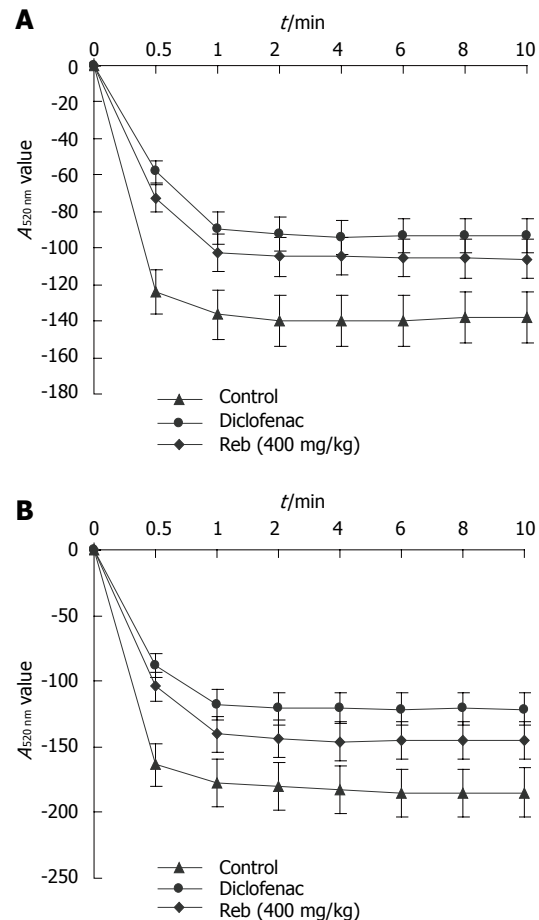 A
t/min
0 0.5 1 2 4 6 8 10
0
-20
-40
-60
-80
-100
-120
-140
-160
-180
A520 nm value
Control
Diclofenac
Reb (400 mg/kg)
B
t/min
0 0.5 1 2 4 6 8 10
0
-50
-100
-150
-200
-250
A520 nm value
Control
Diclofenac
Reb (400 mg/kg)